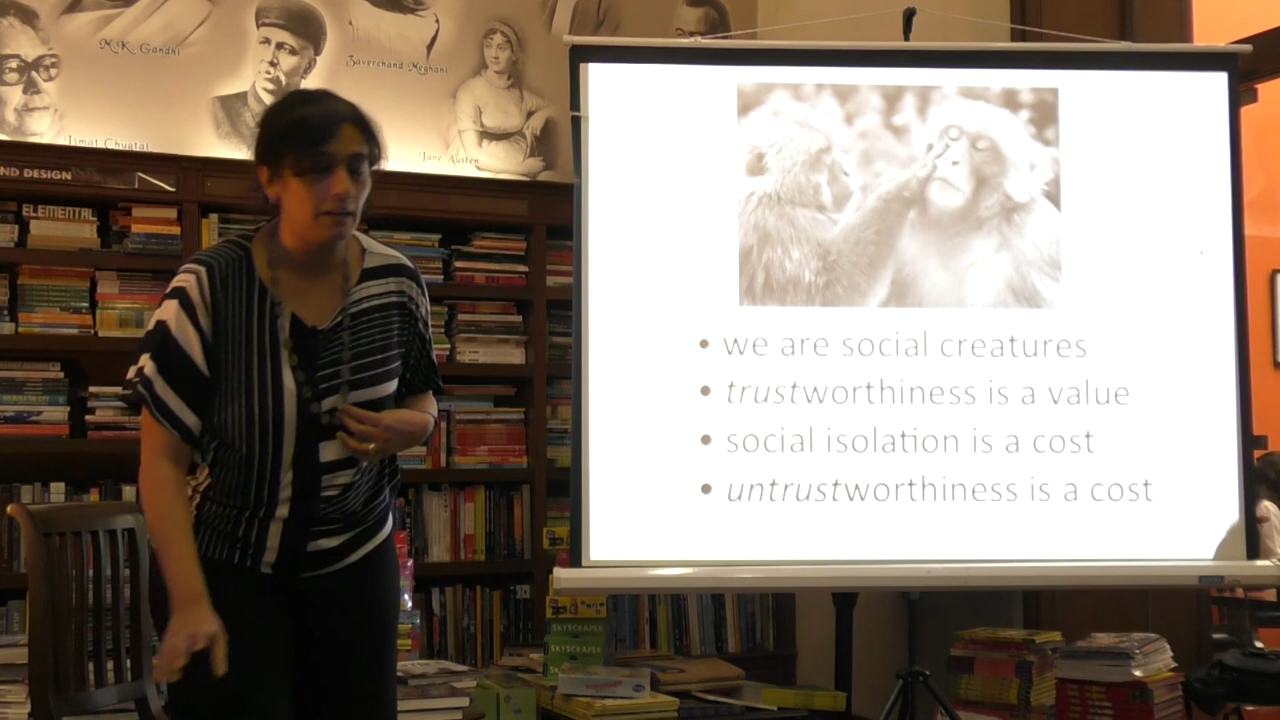 M.K. Gandhi
Zaverchand Meghani
Ismat Chugtai
Jane Austen
ND DESIGN
ELEMENTAL
• we are social creatures
• trustworthiness is a value
• social isolation is a cost
• untrustworthiness is a cost
SKYSCRAPER
SKYSCRAPER